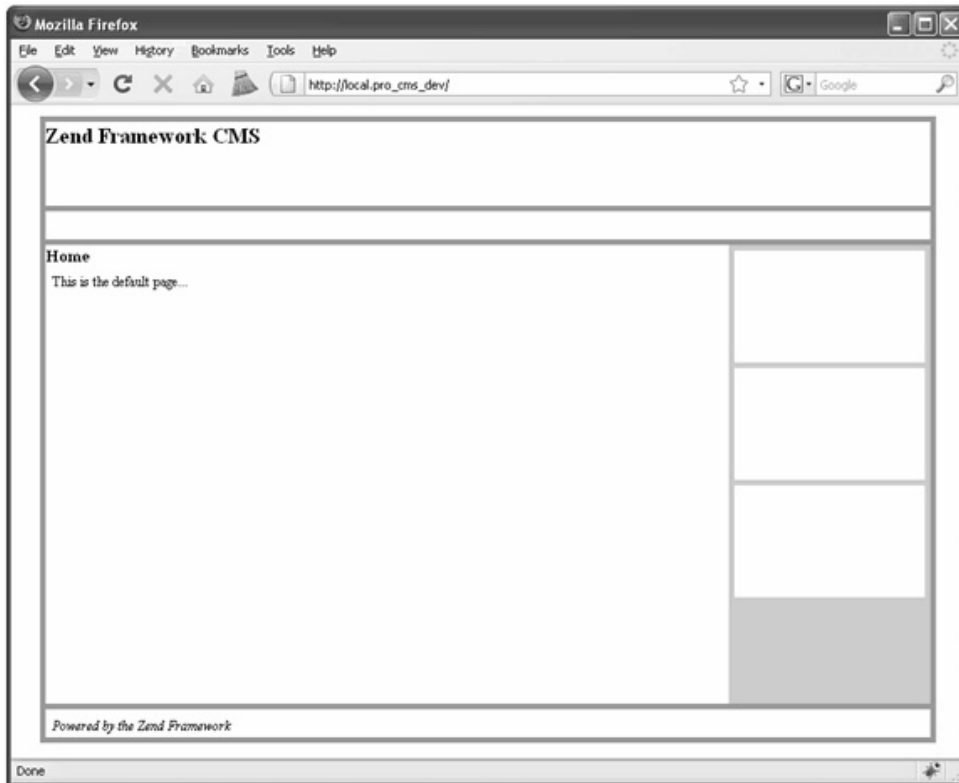 Mozilla Firefox
File Edit View History Bookmarks Tools Help
http://local.pro_cms_dev/
G Google
Zend Framework CMS
Home
This is the default page...
Powered by the Zend Framework
Done